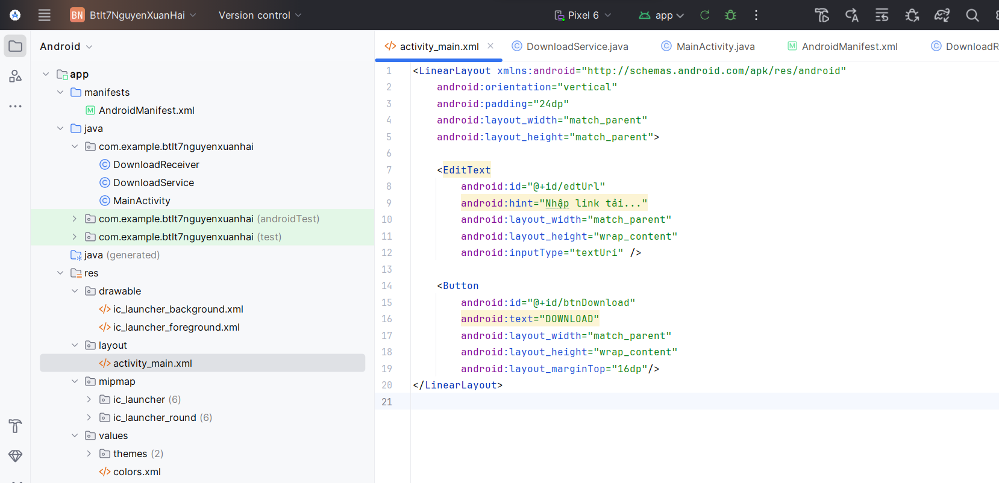 BN Btlt7NguyenXuanHai Version control Pixel 6 app
Android
activity_main.xml DownloadService.java MainActivity.java AndroidManifest.xml DownloadR
app
manifests
AndroidManifest.xml
java
com.example.btlt7nguyenxuanhai
DownloadReceiver
DownloadService
MainActivity
com.example.btlt7nguyenxuanhai (androidTest)
com.example.btlt7nguyenxuanhai (test)
java (generated)
res
drawable
ic_launcher_background.xml
ic_launcher_foreground.xml
layout
activity_main.xml
mipmap
ic_launcher (6)
ic_launcher_round (6)
values
themes (2)
colors.xml
1 <LinearLayout xmlns:android="http://schemas.android.com/apk/res/android"
2 android:orientation="vertical"
3 android:padding="24dp"
4 android:layout_width="match_parent"
5 android:layout_height="match_parent">
6
7 <EditText
8 android:id="@+id/edtUrl"
9 android:hint="Nhập link tải..."
10 android:layout_width="match_parent"
11 android:layout_height="wrap_content"
12 android:inputType="textUri" />
13
14 <Button
15 android:id="@+id/btnDownload"
16 android:text="DOWNLOAD"
17 android:layout_width="match_parent"
18 android:layout_height="wrap_content"
19 android:layout_marginTop="16dp"/>
20 </LinearLayout>
21